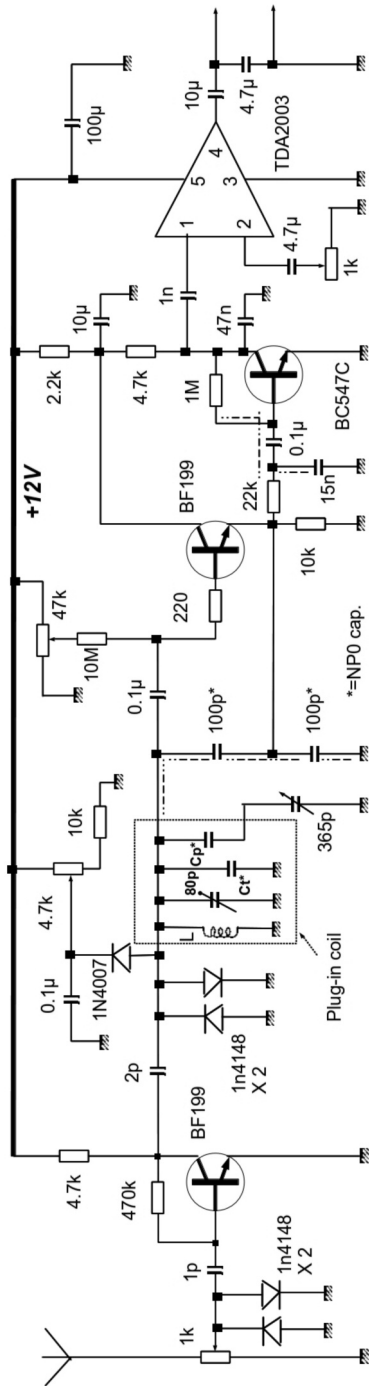 1k
1n4148
X 2
1p
470k
4.7k
BF199
2p
1n4148
X 2
1N4007
0.1µ
4.7k
10k
L
80p
Ct*
Cp*
Plug-in coil
365p
100p*
100p*
*=NP0 cap.
0.1µ
10M
47k
+12V
220
BF199
10k
22k
15n
0.1µ
BC547C
1M
47n
2.2k
4.7k
10µ
1n
1
2
3
4
5
4.7µ
1k
100µ
TDA2003
10µ
4.7µ